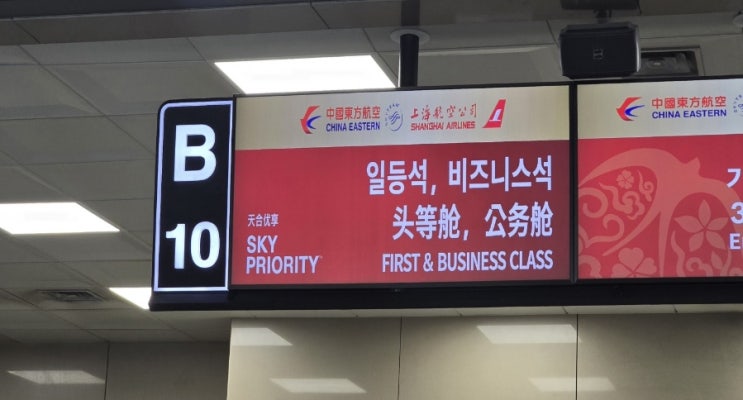 B
10
中國東方航空
CHINA EASTERN
上海航空公司
SHANGHAI AIRLINES
일등석, 비즈니스석
头等舱，公务舱
FIRST & BUSINESS CLASS
天合优享
SKY
PRIORITY
中國東方航空
CHINA EASTERN
3
E